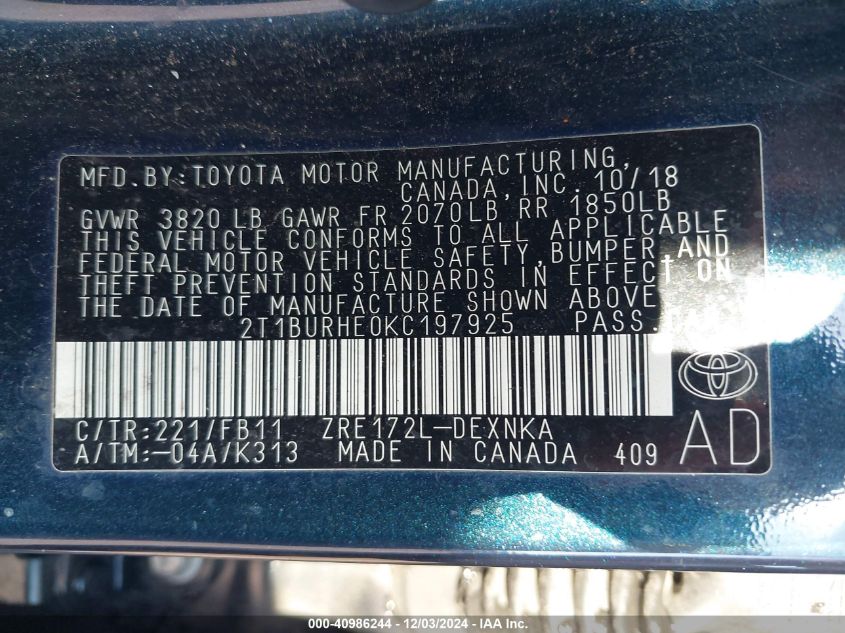 MFD.BY:TOYOTA MOTOR MANUFACTURING,
CANADA,INC. 10/18
GVWR 3820 LB GAWR FR 2070LB RR 1850LB
THIS VEHICLE CONFORMS TO ALL APPLICABLE
FEDERAL MOTOR VEHICLE SAFETY,BUMPER,AND
THEFT PREVENTION STANDARDS IN EFFECT ON
THE DATE OF MANUFACTURE SHOWN ABOVE.
2T1BURHE0KC197925 PASS.
C/TR:221/FB11 ZRE172L-DEXNKA
A/TM:-04A/K313 MADE IN CANADA 409
AD
000-40986244 - 12/03/2024 - IAA Inc.